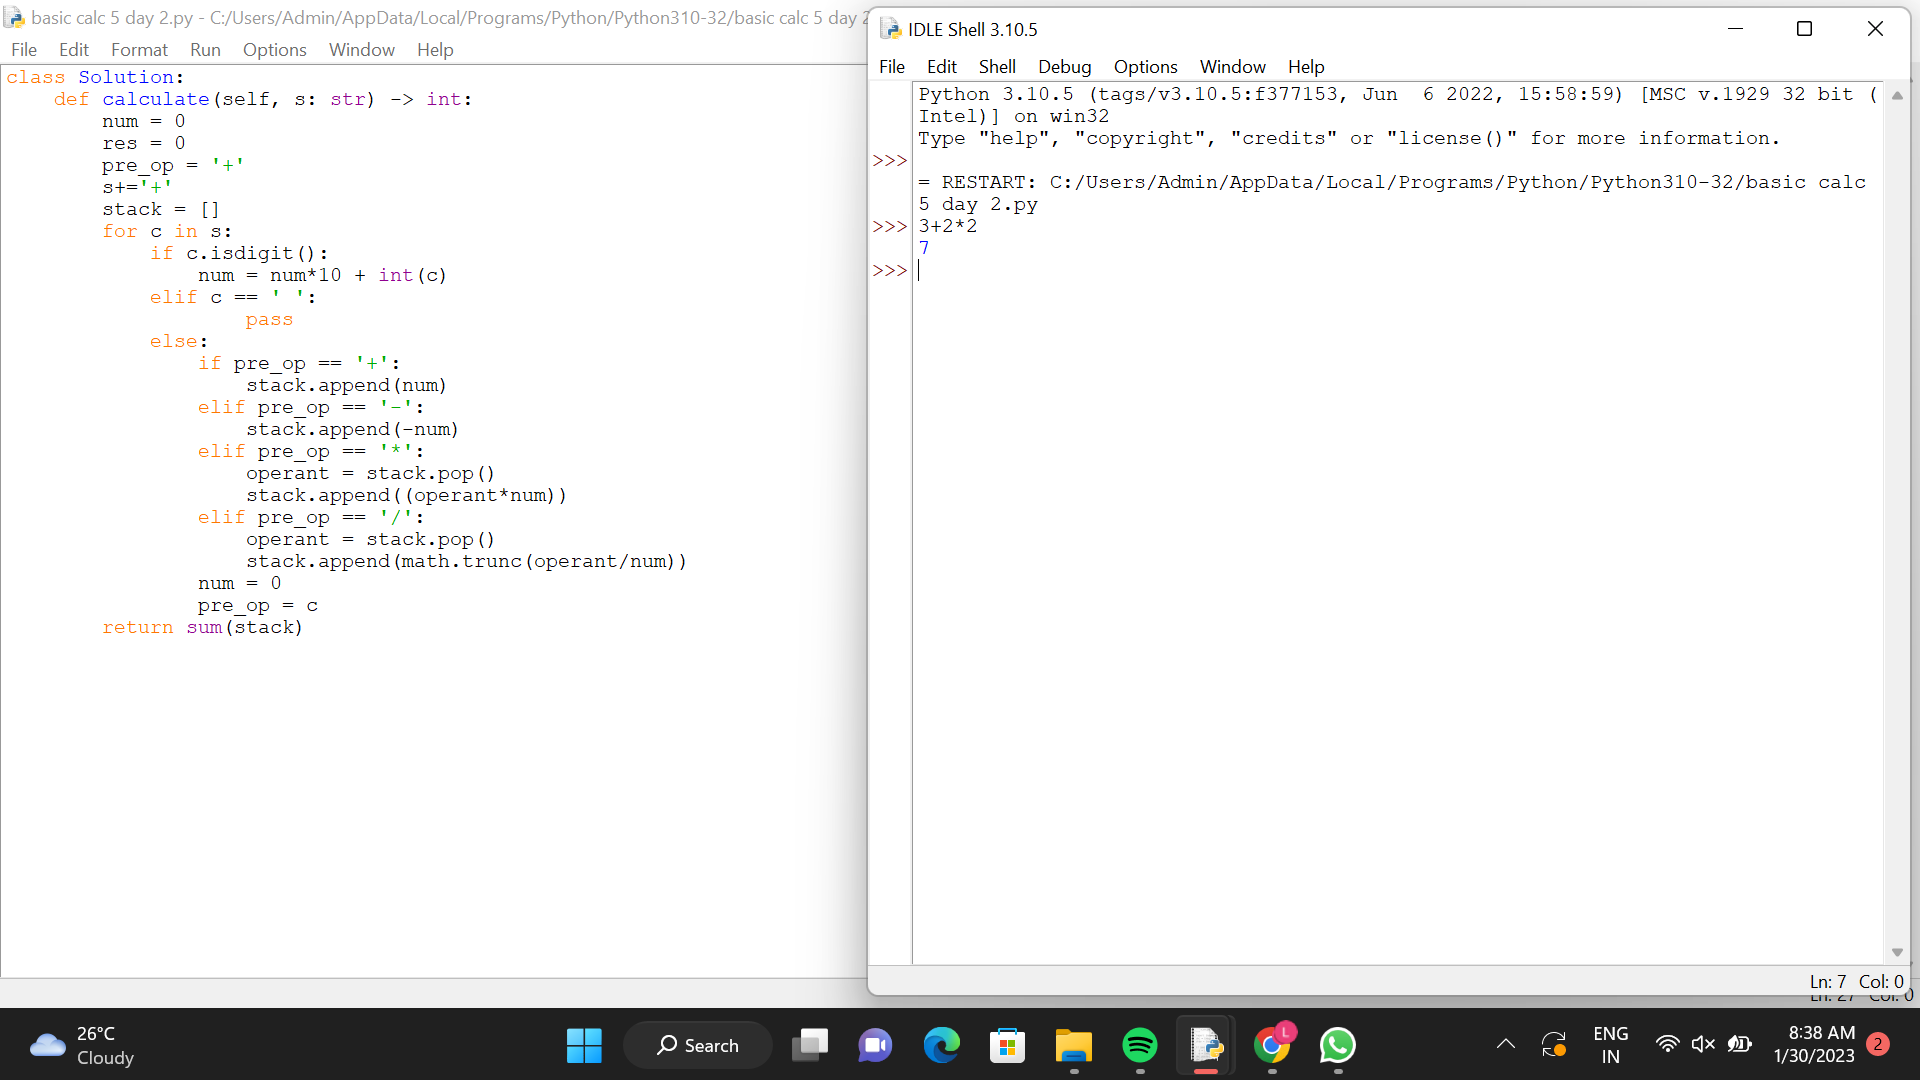 basic calc 5 day 2.py - C:/Users/Admin/AppData/Local/Programs/Python/Python310-32/basic calc 5 day 2
File Edit Format Run Options Window Help
class Solution:
    def calculate(self, s: str) -> int:
        num = 0
        res = 0
        pre_op = '+'
        s+='+'
        stack = []
        for c in s:
            if c.isdigit():
                num = num*10 + int(c)
            elif c == ' ':
                    pass
            else:
                if pre_op == '+':
                    stack.append(num)
                elif pre_op == '-':
                    stack.append(-num)
                elif pre_op == '*':
                    operant = stack.pop()
                    stack.append((operant*num))
                elif pre_op == '/':
                    operant = stack.pop()
                    stack.append(math.trunc(operant/num))
                num = 0
                pre_op = c
        return sum(stack)
IDLE Shell 3.10.5
File Edit Shell Debug Options Window Help
Python 3.10.5 (tags/v3.10.5:f377153, Jun  6 2022, 15:58:59) [MSC v.1929 32 bit (
Intel)] on win32
Type "help", "copyright", "credits" or "license()" for more information.
>>>
= RESTART: C:/Users/Admin/AppData/Local/Programs/Python/Python310-32/basic calc
5 day 2.py
>>> 3+2*2
7
>>>
Ln: 7 Col: 0
Ln: 27 Col: 0
26°C
Cloudy
Search
L
ENG
IN
8:38 AM
1/30/2023
2